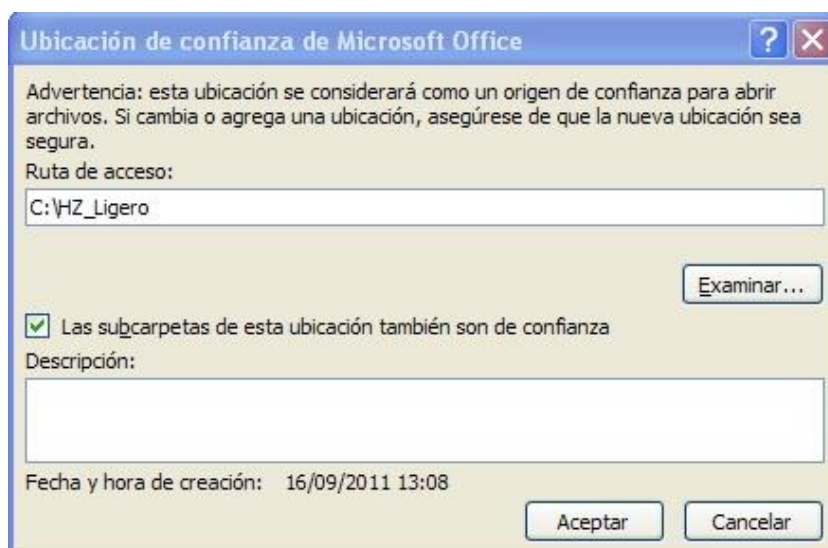 Ubicación de confianza de Microsoft Office
Advertencia: esta ubicación se considerará como un origen de confianza para abrir
archivos. Si cambia o agrega una ubicación, asegúrese de que la nueva ubicación sea
segura.
Ruta de acceso:
C:\HZ_Ligero
Examinar...
Las subcarpetas de esta ubicación también son de confianza
Descripción:
Fecha y hora de creación: 16/09/2011 13:08
Aceptar Cancelar